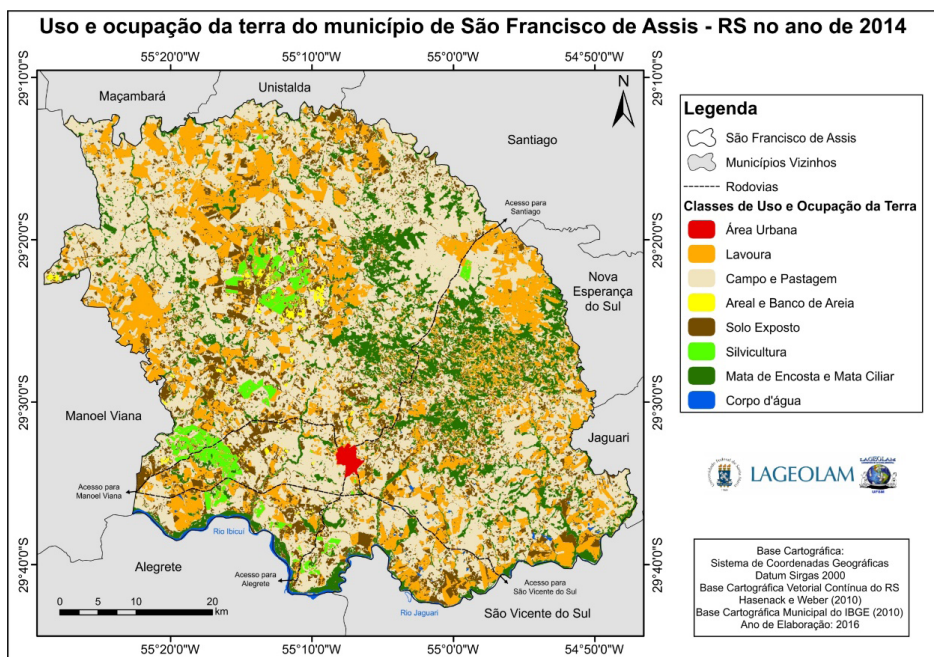 Uso e ocupação da terra do município de São Francisco de Assis - RS no ano de 2014
55°20'0"W
55°10'0"W
55°00'0"W
54°50'0"W
29°10'0"S
29°10'0"S
Maçambará
Unistalda
N
Santiago
Acesso para
Santiago
29°20'0"S
29°20'0"S
Nova
Esperança
do Sul
29°30'0"S
29°30'0"S
Manoel Viana
Jaguari
Acesso para
Manoel Viana
Rio Ibicuí
29°40'0"S
29°40'0"S
Alegrete
Acesso para
Alegrete
Acesso para
São Vicente do Sul
Rio Jaguari
São Vicente do Sul
0
5
10
20
km
55°20'0"W
55°10'0"W
55°00'0"W
54°50'0"W
Legenda
São Francisco de Assis
Municípios Vizinhos
Rodovias
Classes de Uso e Ocupação da Terra
Área Urbana
Lavoura
Campo e Pastagem
Areal e Banco de Areia
Solo Exposto
Silvicultura
Mata de Encosta e Mata Ciliar
Corpo d'água
LAGEOLAM
Base Cartográfica:
Sistema de Coordenadas Geográficas
Datum Sirgas 2000
Base Cartográfica Vetorial Contínua do RS
Hasenack e Weber (2010)
Base Cartográfica Municipal do IBGE (2010)
Ano de Elaboração: 2016